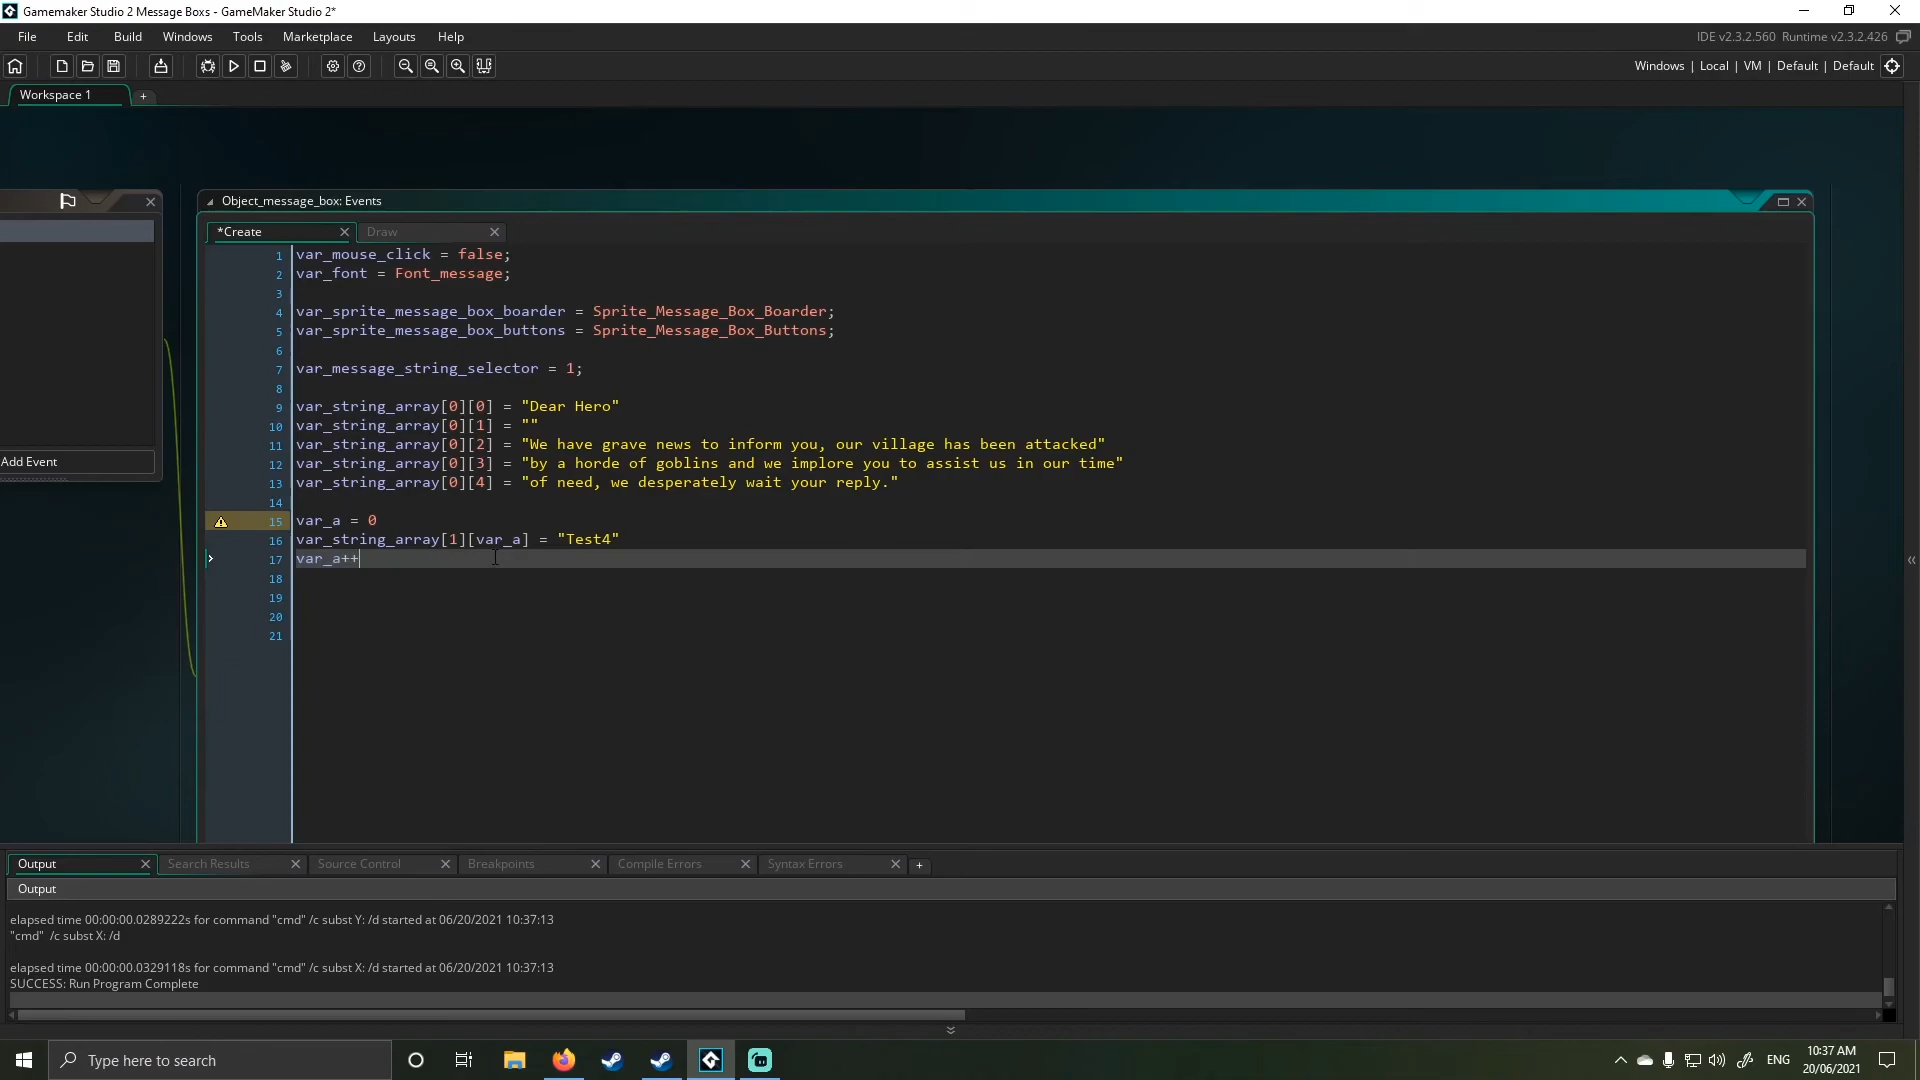 Gamemaker Studio 2 Message Boxs - GameMaker Studio 2*
File Edit Build Windows Tools Marketplace Layouts Help
IDE v2.3.2.560 Runtime v2.3.2.426
Windows | Local | VM | Default | Default
Workspace 1 +
Object_message_box: Events
*Create Draw
1 var_mouse_click = false;
2 var_font = Font_message;
3
4 var_sprite_message_box_boarder = Sprite_Message_Box_Boarder;
5 var_sprite_message_box_buttons = Sprite_Message_Box_Buttons;
6
7 var_message_string_selector = 1;
8
9 var_string_array[0][0] = "Dear Hero"
10 var_string_array[0][1] = ""
11 var_string_array[0][2] = "We have grave news to inform you, our village has been attacked"
12 var_string_array[0][3] = "by a horde of goblins and we implore you to assist us in our time"
13 var_string_array[0][4] = "of need, we desperately wait your reply."
14
15 var_a = 0
16 var_string_array[1][var_a] = "Test4"
17 var_a++
18
19
20
21
Add Event
Output Search Results Source Control Breakpoints Compile Errors Syntax Errors +
Output
elapsed time 00:00:00.0289222s for command "cmd" /c subst Y: /d started at 06/20/2021 10:37:13
"cmd" /c subst X: /d
elapsed time 00:00:00.0329118s for command "cmd" /c subst X: /d started at 06/20/2021 10:37:13
SUCCESS: Run Program Complete
Type here to search
ENG
10:37 AM
20/06/2021